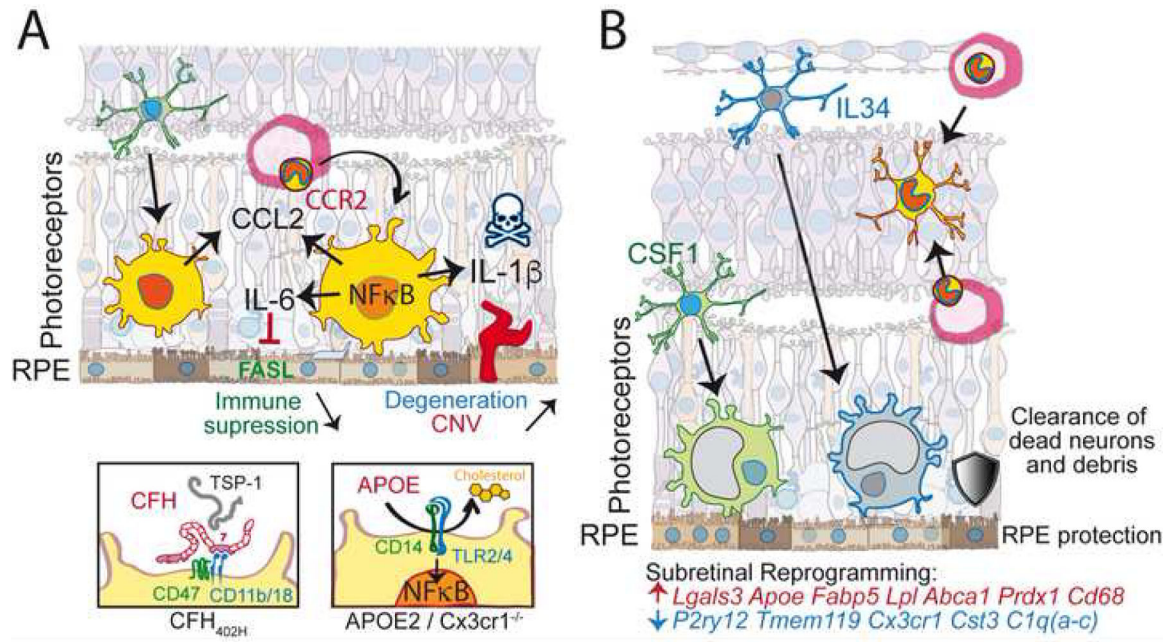 A
Photoreceptors
RPE
CCR2
CCL2
IL-6
NFκB
IL-1β
FASL
Immune
supression
Degeneration
CNV
TSP-1
CFH
7
CD47
CD11b/18
CFH402H
APOE
Cholesterol
CD14
TLR2/4
NFκB
APOE2 / Cx3cr1-/-
B
IL34
CSF1
Photoreceptors
RPE
Clearance of
dead neurons
and debris
RPE protection
Subretinal Reprogramming:
Lgals3 Apoe Fabp5 Lpl Abca1 Prdx1 Cd68
P2ry12 Tmem119 Cx3cr1 Cst3 C1q(a-c)